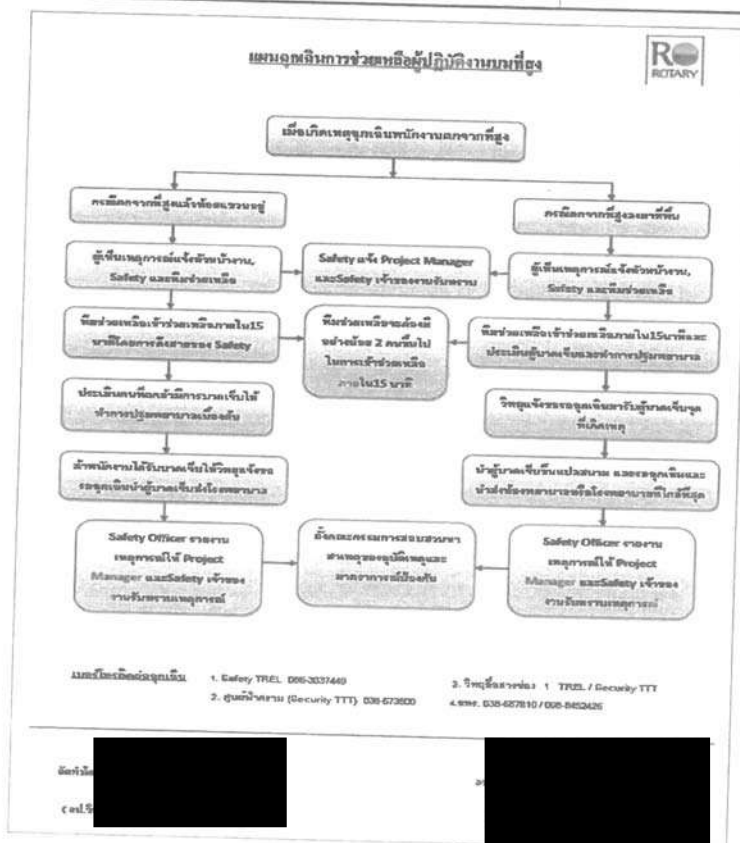 แผนฉุกเฉินการช่วยเหลือผู้ปฏิบัติงานบนที่สูง
RO
ROTARY
เมื่อเกิดเหตุฉุกเฉินพนักงานตกจากที่สูง
กรณีตกจากที่สูงแล้วห้อยแขวนอยู่
กรณีตกจากที่สูงลงมาที่พื้น
ผู้เห็นเหตุการณ์แจ้งหัวหน้างาน,
Safety และทีมช่วยเหลือ
Safety แจ้ง Project Manager
และSafety เจ้าของงานรับทราบ
ผู้เห็นเหตุการณ์แจ้งหัวหน้างาน,
Safety และทีมช่วยเหลือ
ทีมช่วยเหลือเข้าช่วยเหลือภายใน15
นาทีโดยการ Safety
ทีมช่วยเหลือจะต้องมี
อย่างน้อย 2 คนขึ้นไป
ในการเข้าช่วยเหลือ
ภายใน15 นาที
ทีมช่วยเหลือเข้าช่วยเหลือภายใน15นาทีและ
ประเมินผู้บาดเจ็บและทำการปฐมพยาบาล
ประเมินคนที่ตกถ้ามีการบาดเจ็บให้
ทำการปฐมพยาบาลเบื้องต้น
วิทยุแจ้งขอรถฉุกเฉินมารับผู้บาดเจ็บจุด
ที่เกิดเหตุ
ถ้าพนักงานได้รับบาดเจ็บให้วิทยุแจ้งขอ
รถฉุกเฉินนำผู้บาดเจ็บส่งโรงพยาบาล
นำผู้บาดเจ็บขึ้นเปลสนาม และรถฉุกเฉินและ
นำส่งห้องพยาบาลหรือโรงพยาบาลที่ใกล้ที่สุด
Safety Officer รายงาน
เหตุการณ์ให้ Project
Manager และSafety เจ้าของ
งานรับทราบเหตุการณ์
ตั้งคณะกรรมการสอบสวนหา
สาเหตุของอุบัติเหตุและ
มาตราการณ์ป้องกัน
Safety Officer รายงาน
เหตุการณ์ให้ Project
Manager และSafety เจ้าของ
งานรับทราบเหตุการณ์
เบอร์โทรติดต่อฉุกเฉิน
1. Safety TREL
2. (Security TTT)
3. วิทยุสื่อสารช่อง 1 TREL / Security TTT
จัดทำโดย